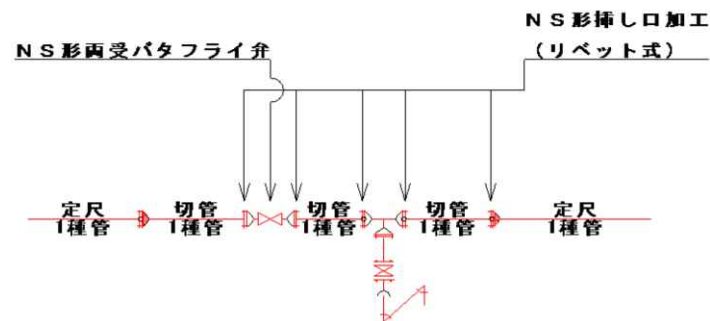 NS形挿し口加工
NS形両受バタフライ弁
(リベット式)
定尺 切管 切管 切管 定尺
1種管 1種管 1種管 1種管 1種管